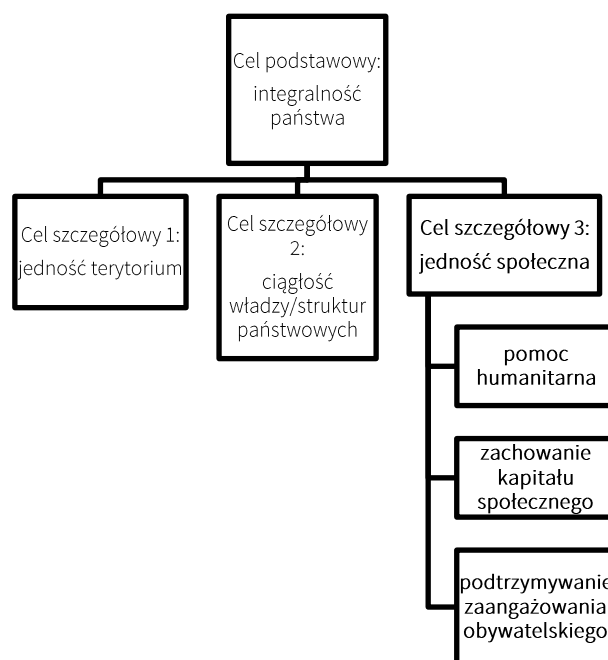 Cel podstawowy:
integralność
państwa
Cel szczegółowy 1:
jedność terytorium
Cel szczegółowy
2:
ciągłość
władzy/struktur
państwowych
Cel szczegółowy 3:
jedność społeczna
pomoc
humanitarna
zachowanie
kapitału
społecznego
podtrzymywanie
zaangażowania
obywatelskiego